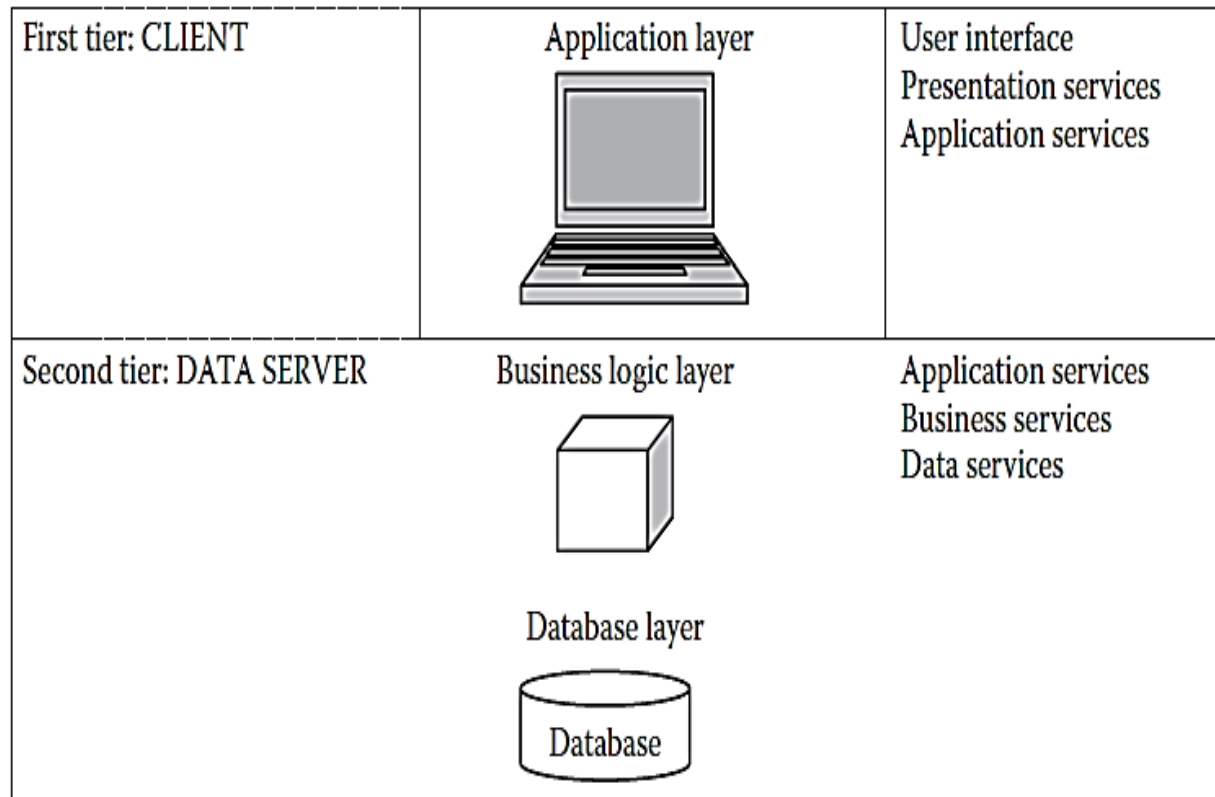 First tier: CLIENT
Application layer
User interface
Presentation services
Application services
Second tier: DATA SERVER
Business logic layer
Application services
Business services
Data services
Database layer
Database